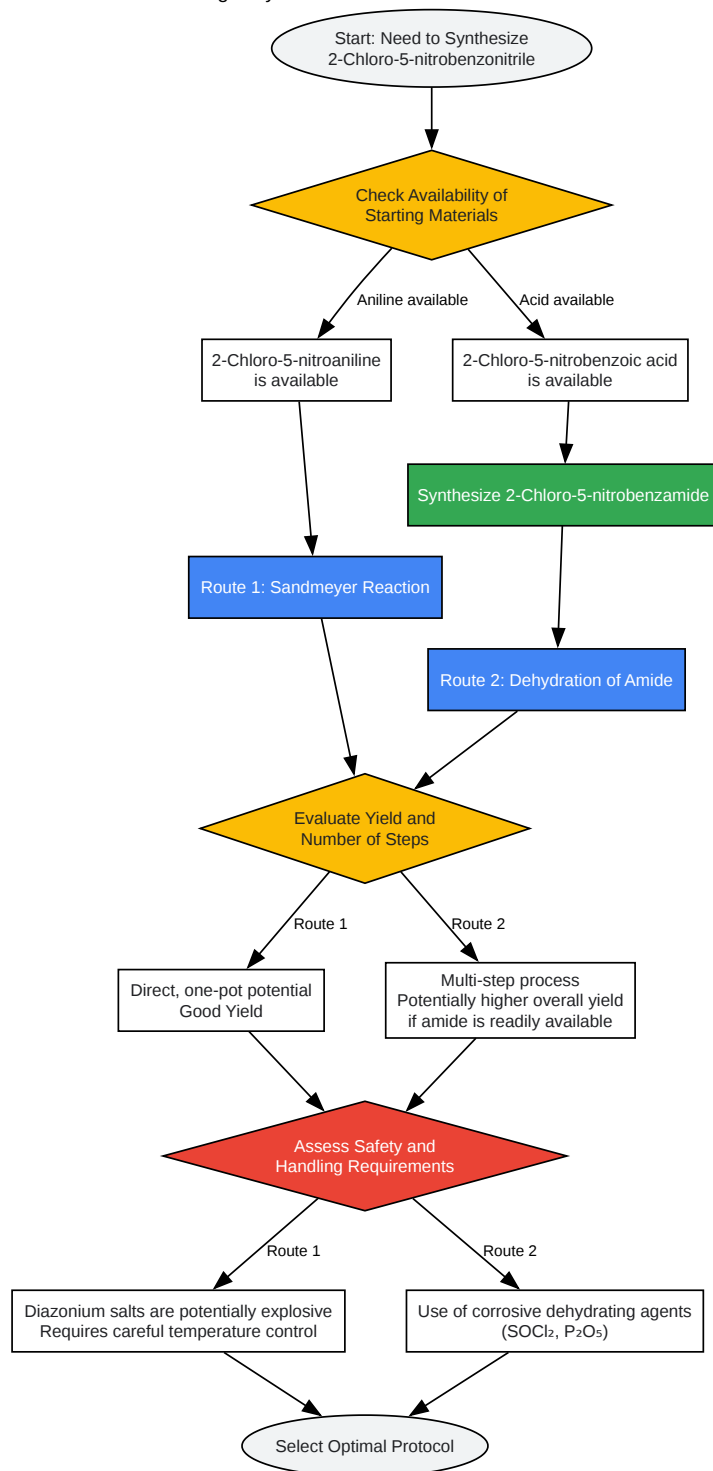 Start: Need to Synthesize
2-Chloro-5-nitrobenzonitrile
Check Availability of
Starting Materials
Aniline available
Acid available
2-Chloro-5-nitroaniline
is available
2-Chloro-5-nitrobenzoic acid
is available
Synthesize 2-Chloro-5-nitrobenzamide
Route 1: Sandmeyer Reaction
Route 2: Dehydration of Amide
Evaluate Yield and
Number of Steps
Route 1
Route 2
Direct, one-pot potential
Good Yield
Multi-step process
Potentially higher overall yield
if amide is readily available
Assess Safety and
Handling Requirements
Route 1
Route 2
Diazonium salts are potentially explosive
Requires careful temperature control
Use of corrosive dehydrating agents
(SOCl₂, P₂O₅)
Select Optimal Protocol